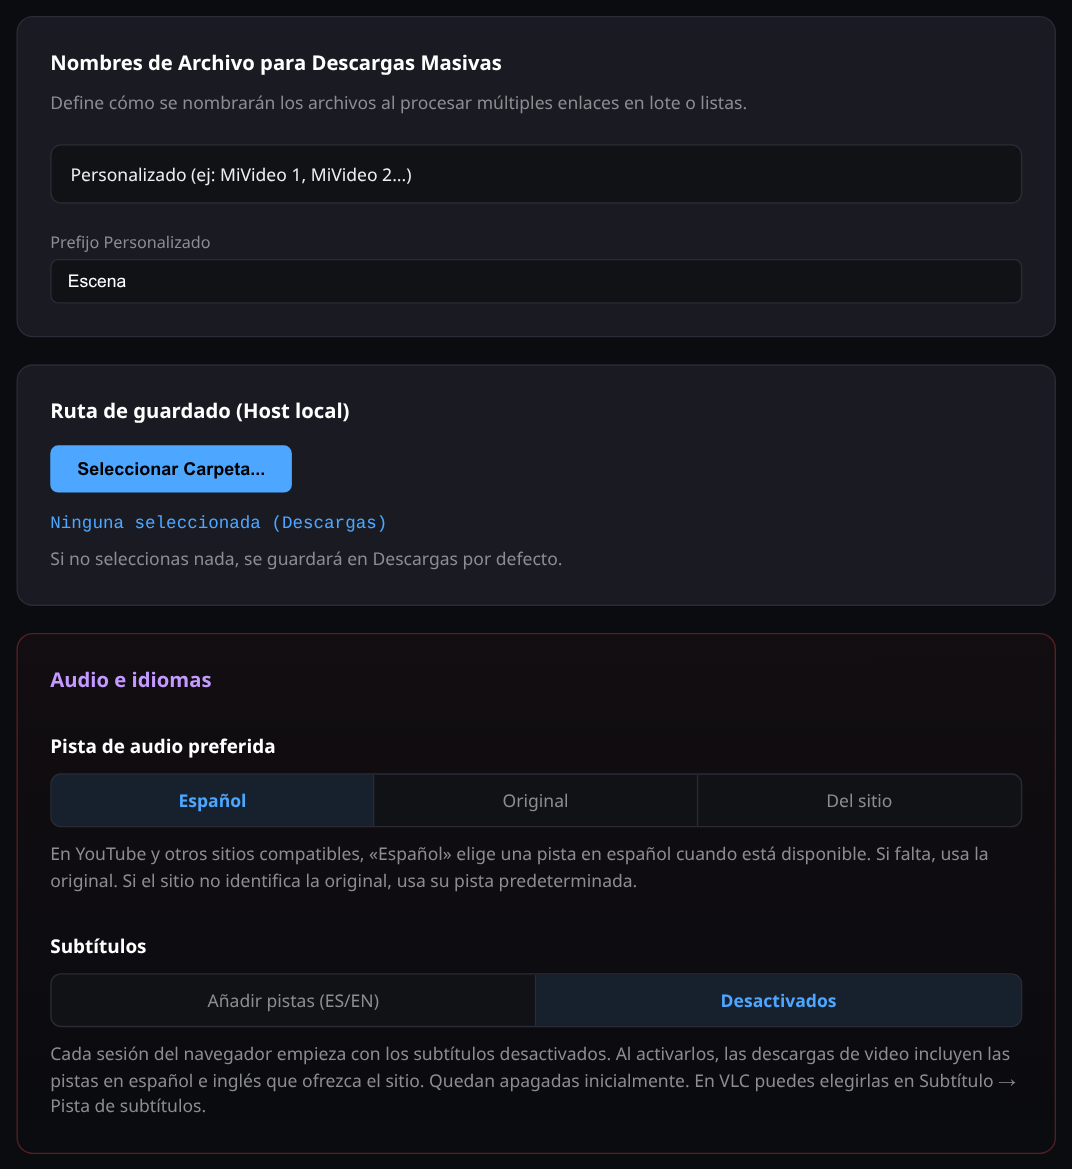 Nombres de Archivo para Descargas Masivas
Define cómo se nombrarán los archivos al procesar múltiples enlaces en lote o listas.
Personalizado (ej: MiVideo 1, MiVideo 2...)
Prefijo Personalizado
Escena
Ruta de guardado (Host local)
Seleccionar Carpeta...
Ninguna seleccionada (Descargas)
Si no seleccionas nada, se guardará en Descargas por defecto.
Audio e idiomas
Pista de audio preferida
Español
Original
Del sitio
En YouTube y otros sitios compatibles, «Español» elige una pista en español cuando está disponible. Si falta, usa la
original. Si el sitio no identifica la original, usa su pista predeterminada.
Subtítulos
Añadir pistas (ES/EN)
Desactivados
Cada sesión del navegador empieza con los subtítulos desactivados. Al activarlos, las descargas de video incluyen las
pistas en español e inglés que ofrezca el sitio. Quedan apagadas inicialmente. En VLC puedes elegirlas en Subtítulo →
Pista de subtítulos.